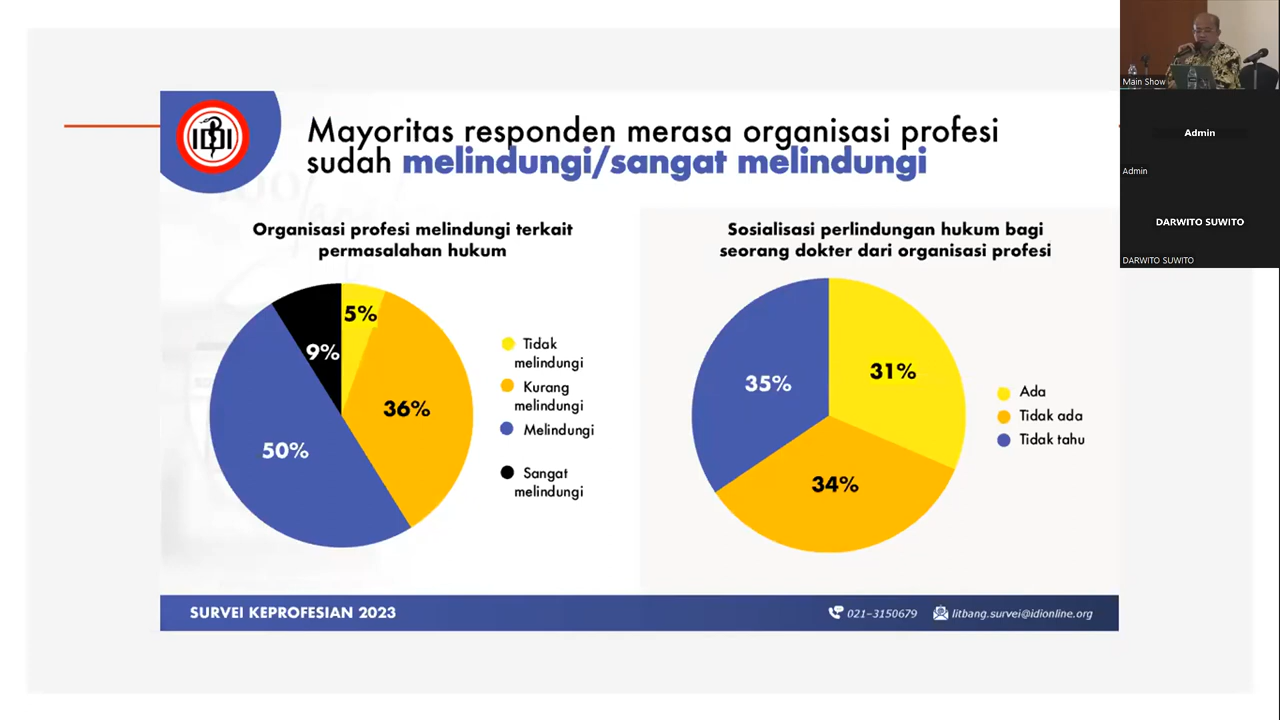 IDI
Mayoritas responden merasa organisasi profesi
sudah melindungi/sangat melindungi
Organisasi profesi melindungi terkait
permasalahan hukum
5%
9%
36%
50%
Tidak
melindungi
Kurang
melindungi
Melindungi
Sangat
melindungi
Sosialisasi perlindungan hukum bagi
seorang dokter dari organisasi profesi
35%
31%
34%
Ada
Tidak ada
Tidak tahu
SURVEI KEPROFESIAN 2023
021-3150679
litbang.survei@idionline.org
Main Show
Admin
Admin
DARWITO SUWITO
DARWITO SUWITO